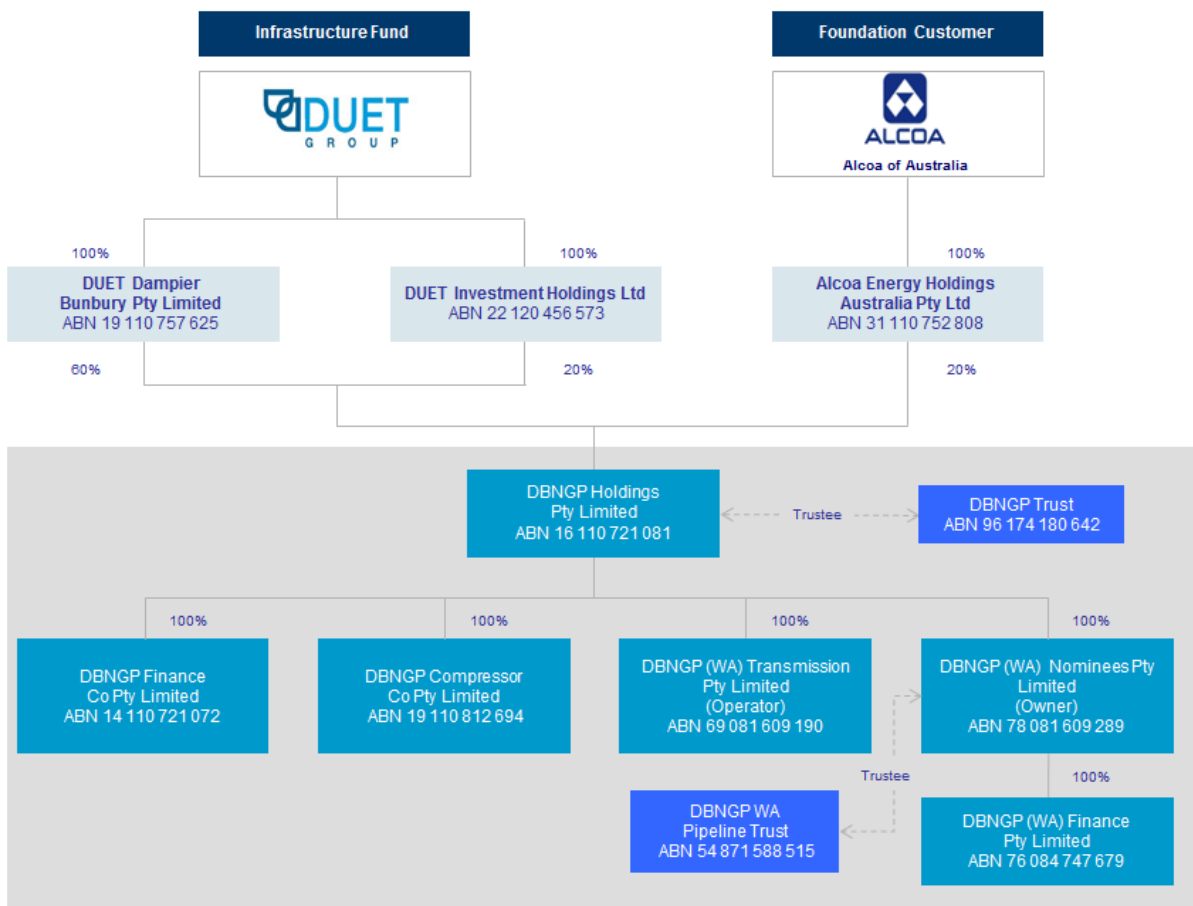 Infrastructure Fund
Foundation Customer
DUET
GROUP
ALCOA
Alcoa of Australia
100%
100%
100%
DUET Dampier
Bunbury Pty Limited
ABN 19 110 757 625
DUET Investment Holdings Ltd
ABN 22 120 456 573
Alcoa Energy Holdings
Australia Pty Ltd
ABN 31 110 752 808
60%
20%
20%
DBNGP Holdings
Pty Limited
ABN 16 110 721 081
Trustee
DBNGP Trust
ABN 96 174 180 642
100%
100%
100%
100%
DBNGP Finance
Co Pty Limited
ABN 14 110 721 072
DBNGP Compressor
Co Pty Limited
ABN 19 110 812 694
DBNGP (WA) Transmission
Pty Limited
(Operator)
ABN 69 081 609 190
DBNGP (WA) Nominees Pty
Limited
(Owner)
ABN 78 081 609 289
Trustee
100%
DBNGP WA
Pipeline Trust
ABN 54 871 588 515
DBNGP (WA) Finance
Pty Limited
ABN 76 084 747 679